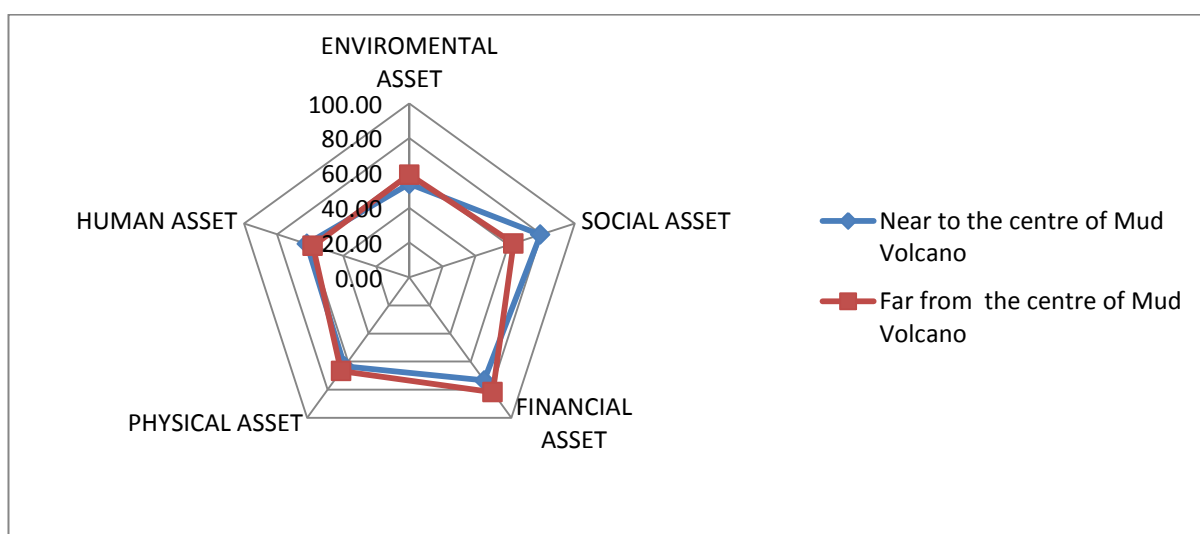 ENVIROMENTAL
ASSET
100.00
80.00
60.00
40.00
20.00
0.00
HUMAN ASSET
SOCIAL ASSET
PHYSICAL ASSET
FINANCIAL
ASSET
Near to the centre of Mud
Volcano
Far from the centre of Mud
Volcano